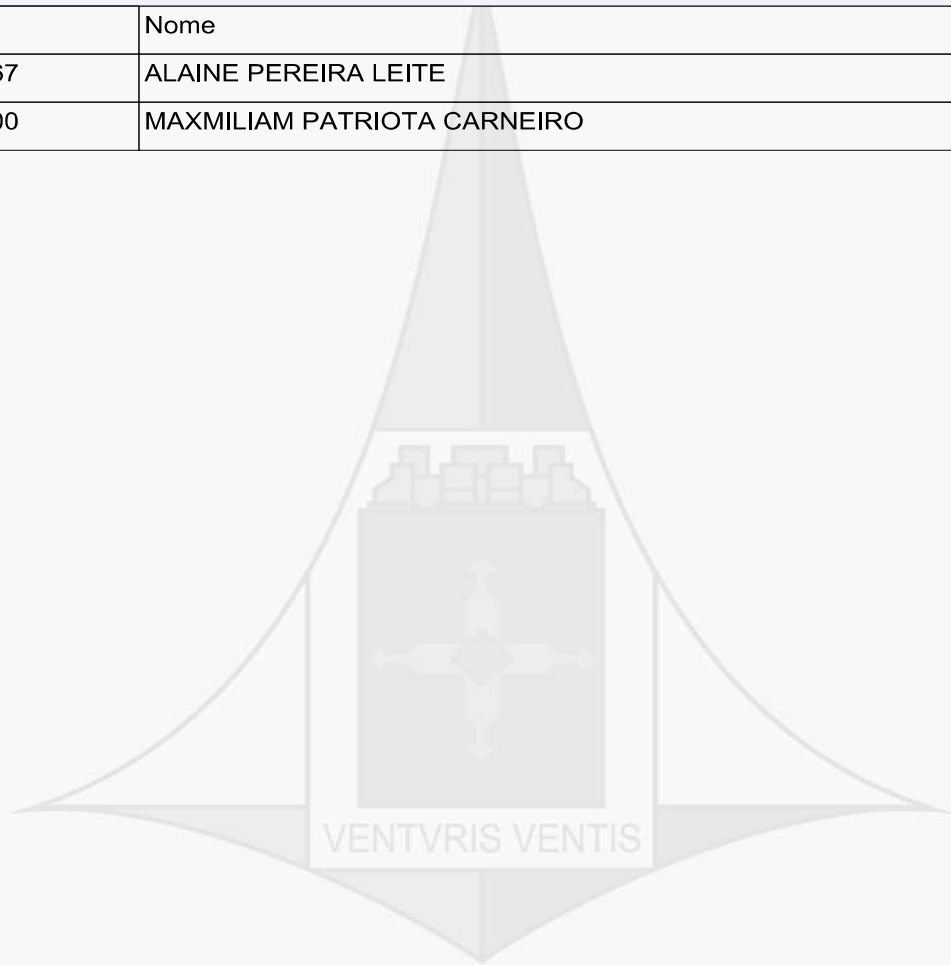 Nome
67 ALAINE PEREIRA LEITE
00 MAXMILIAM PATRIOTA CARNEIRO
VENTVRIS VENTIS